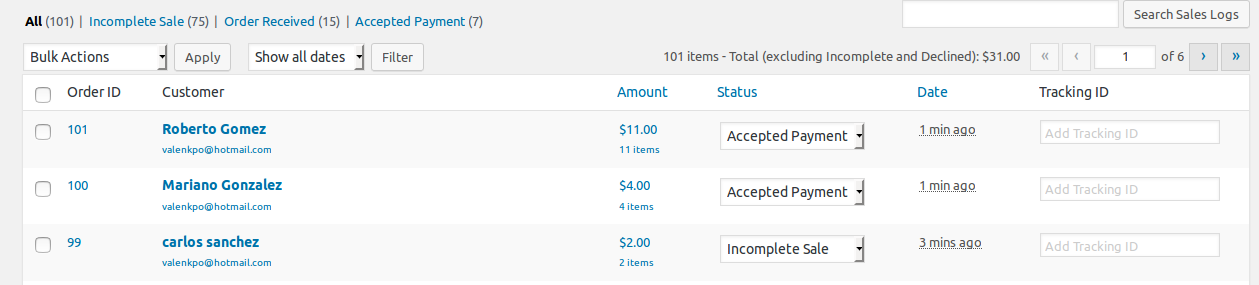 All (101) | Incomplete Sale (75) | Order Received (15) | Accepted Payment (7)
Search Sales Logs
Bulk Actions Apply Show all dates Filter 101 items - Total (excluding Incomplete and Declined): $31.00 « ‹ 1 of 6 › »
Order ID Customer Amount Status Date Tracking ID
101 Roberto Gomez $11.00 Accepted Payment 1 min ago Add Tracking ID
valenkpo@hotmail.com 11 items
100 Mariano Gonzalez $4.00 Accepted Payment 1 min ago Add Tracking ID
valenkpo@hotmail.com 4 items
99 carlos sanchez $2.00 Incomplete Sale 3 mins ago Add Tracking ID
valenkpo@hotmail.com 2 items